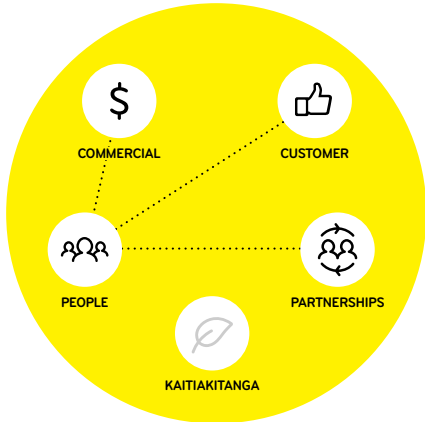 $
COMMERCIAL
CUSTOMER
PEOPLE
PARTNERSHIPS
KAITIAKITANGA